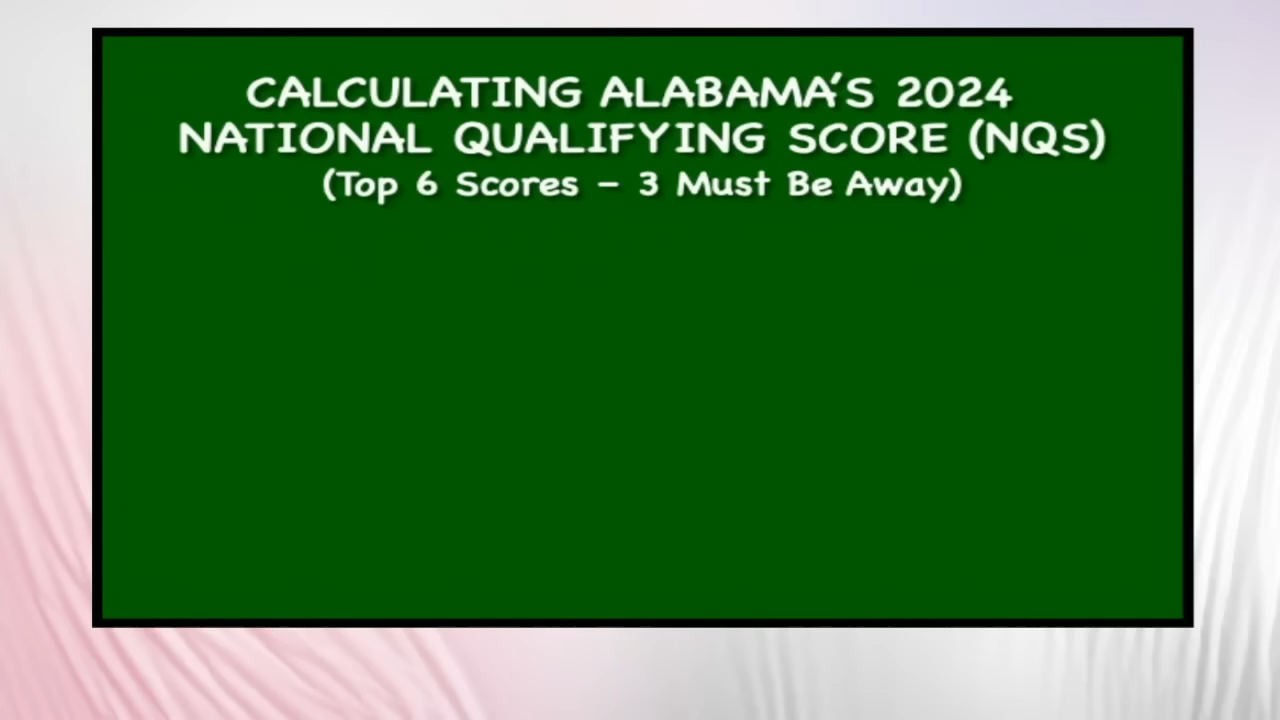 CALCULATING ALABAMA'S 2024
NATIONAL QUALIFYING SCORE (NQS)
(Top 6 Scores – 3 Must Be Away)